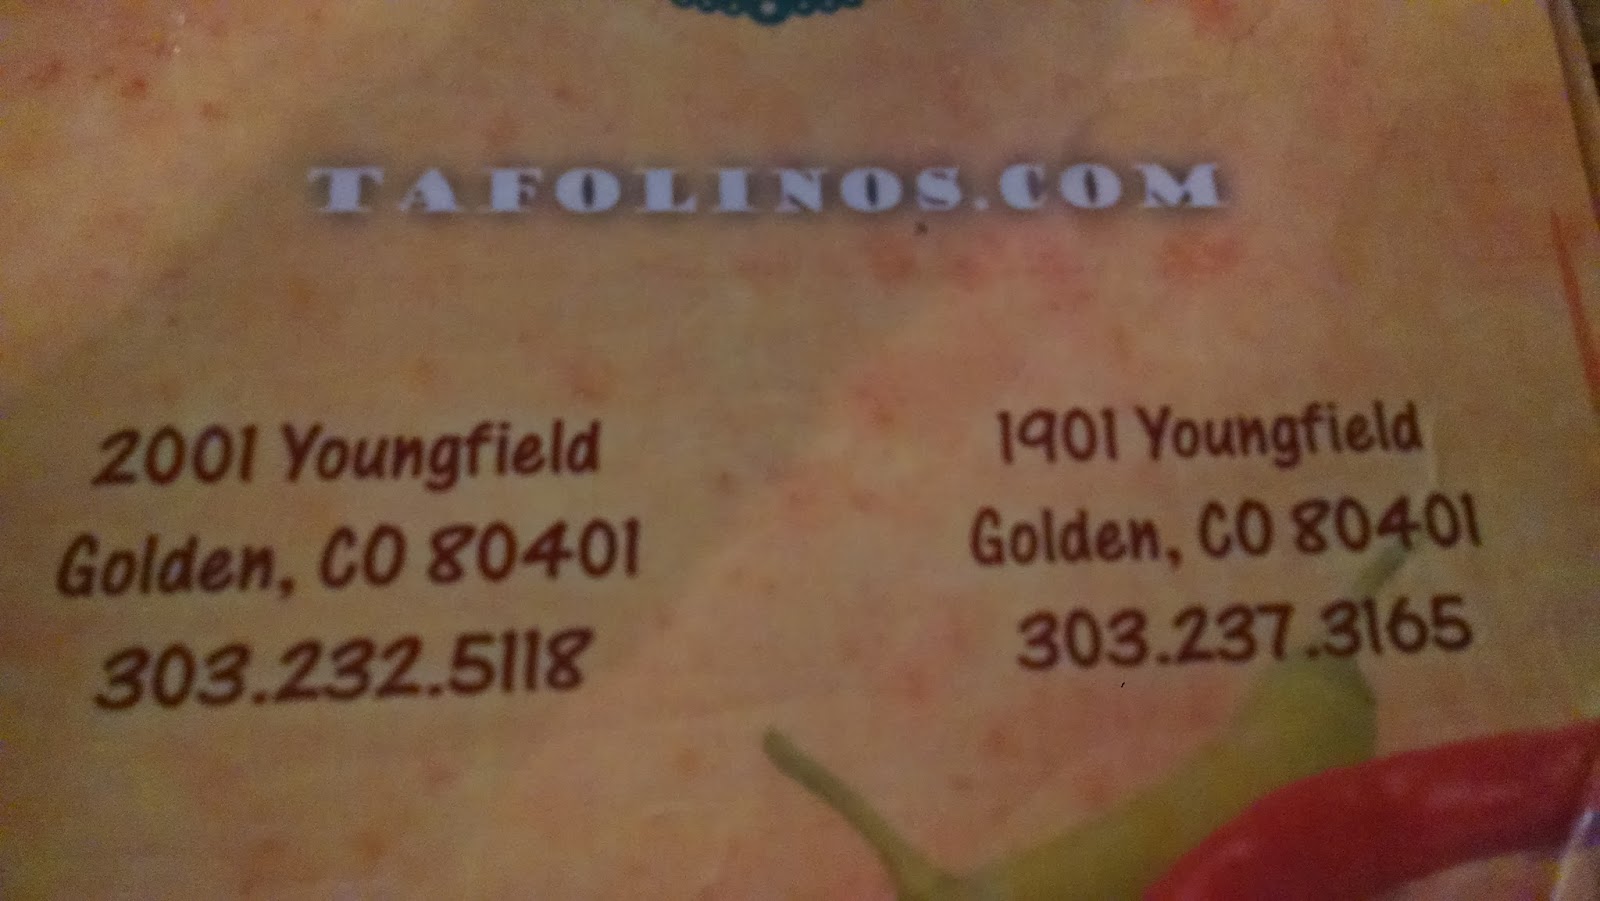 TAFOLINOS.COM
2001 Youngfield
Golden, CO 80401
303.232.5118
1901 Youngfield
Golden, CO 80401
303.237.3165